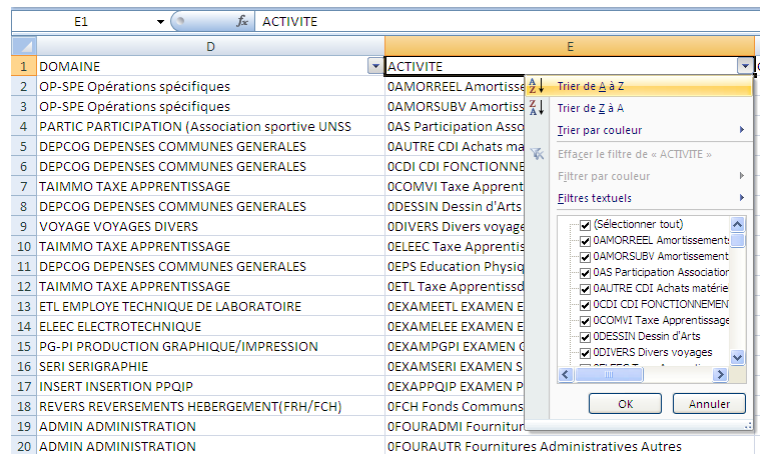 E1 fx ACTIVITE
D E
1 DOMAINE ACTIVITE
2 OP-SPE Opérations spécifiques 0AMORREEL Amortisse
3 OP-SPE Opérations spécifiques 0AMORSUBV Amortiss
4 PARTIC PARTICIPATION (Association sportive UNSS 0AS Participation Asso
5 DEPCOG DEPENSES COMMUNES GENERALES 0AUTRE CDI Achats ma
6 DEPCOG DEPENSES COMMUNES GENERALES 0CDI CDI FONCTIONNE
7 TAIMMO TAXE APPRENTISSAGE 0COMVI Taxe Apprent
8 DEPCOG DEPENSES COMMUNES GENERALES 0DESSIN Dessin d'Arts
9 VOYAGE VOYAGES DIVERS 0DIVERS Divers voyage
10 TAIMMO TAXE APPRENTISSAGE 0ELEEC Taxe Apprentis
11 DEPCOG DEPENSES COMMUNES GENERALES 0EPS Education Physiq
12 TAIMMO TAXE APPRENTISSAGE 0ETL Taxe Apprentissd
13 ETL EMPLOYE TECHNIQUE DE LABORATOIRE 0EXAMEETL EXAMEN E
14 ELEEC ELECTROTECHNIQUE 0EXAMELEE EXAMEN E
15 PG-PI PRODUCTION GRAPHIQUE/IMPRESSION 0EXAMPGPI EXAMEN G
16 SERI SERIGRAPHIE 0EXAMSERI EXAMEN S
17 INSERT INSERTION PPQIP 0EXAPPQIP EXAMEN P
18 REVERS REVERSEMENTS HEBERGEMENT(FRH/FCH) 0FCH Fonds Communs
19 ADMIN ADMINISTRATION 0FOURADMI Fournitur
20 ADMIN ADMINISTRATION 0FOURAUTR Fournitures Administratives Autres
Trier de A à Z
Trier de Z à A
Trier par couleur
Effacer le filtre de « ACTIVITE »
Filtrer par couleur
Filtres textuels
(Sélectionner tout)
0AMORREEL Amortissement
0AMORSUBV Amortissement
0AS Participation Association
0AUTRE CDI Achats matérie
0CDI CDI FONCTIONNEMEN
0COMVI Taxe Apprentissage
0DESSIN Dessin d'Arts
0DIVERS Divers voyages
OK Annuler